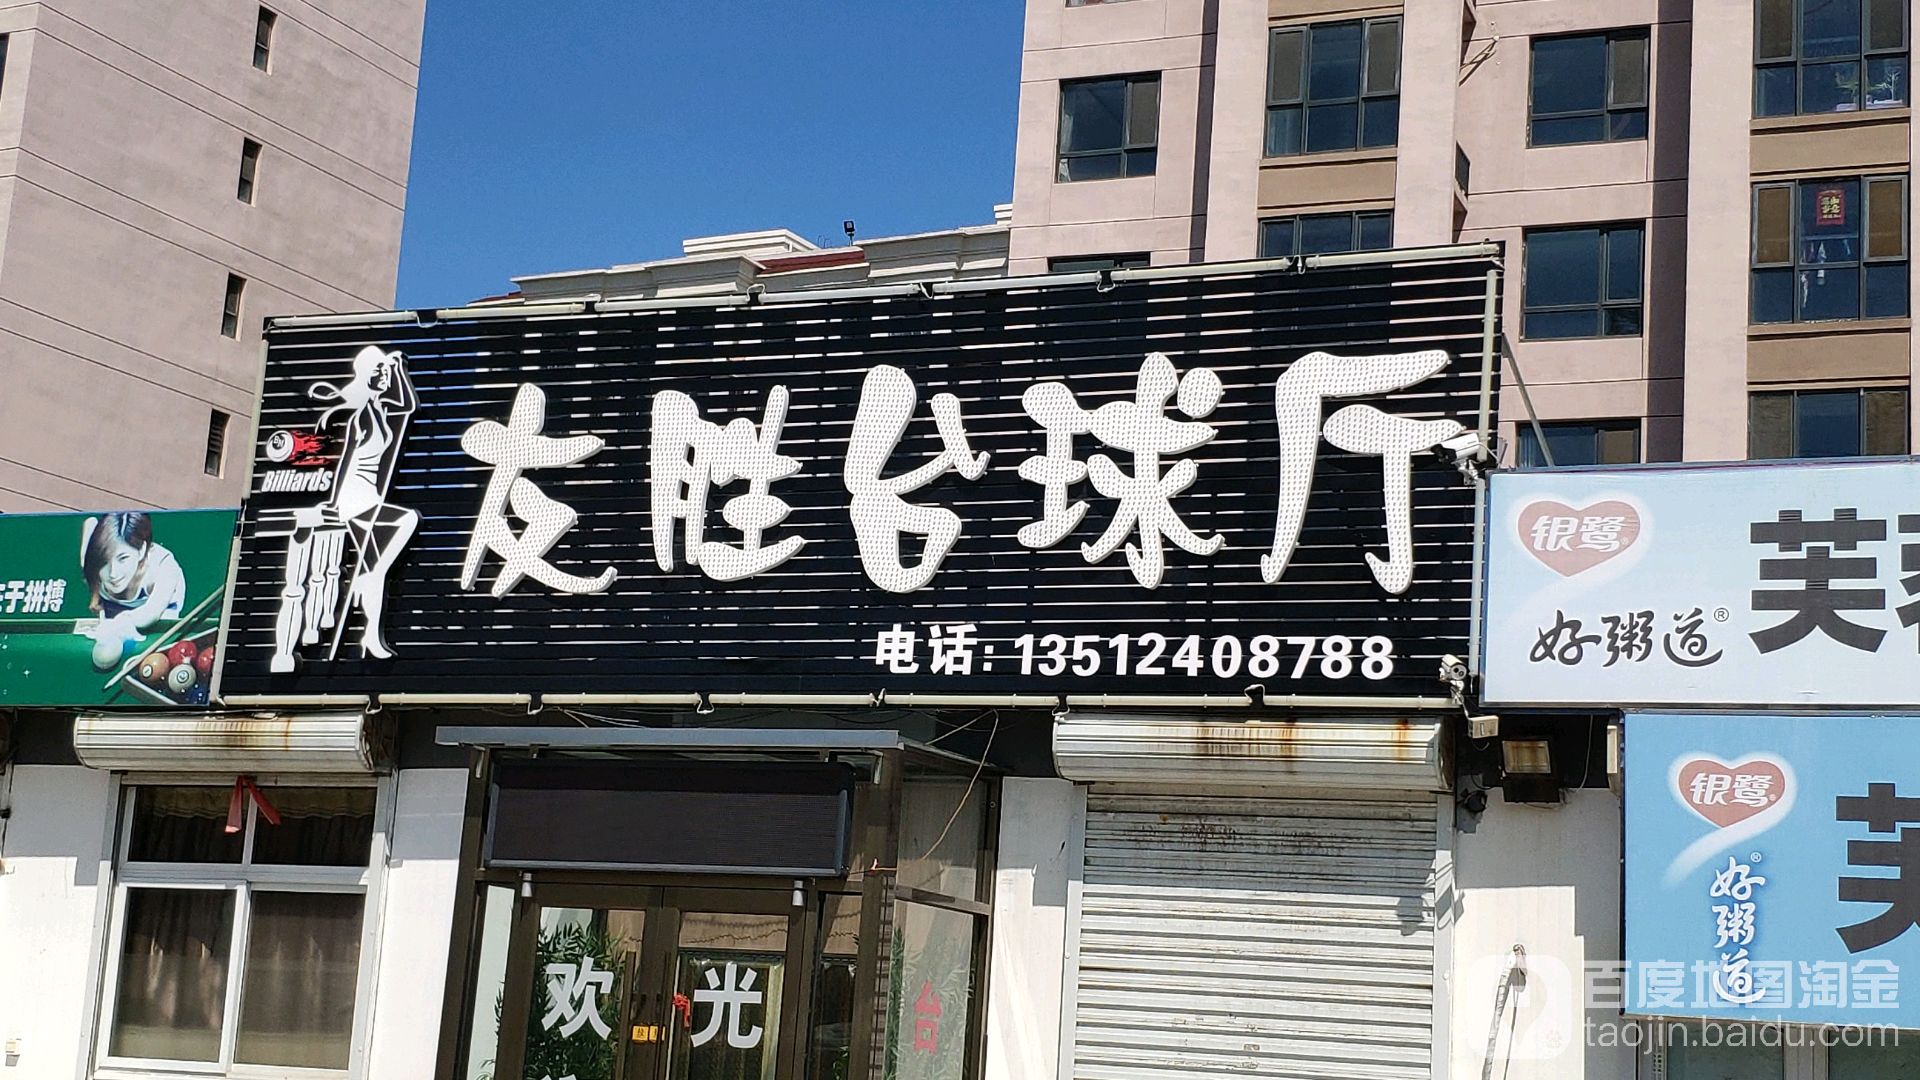 友胜台球厅
Billiards
电话:13512408788
于拼搏
银鹭
好粥道
芙
银鹭
好粥道
芙
欢 光
台
百度地图淘金
taojin.baidu.com